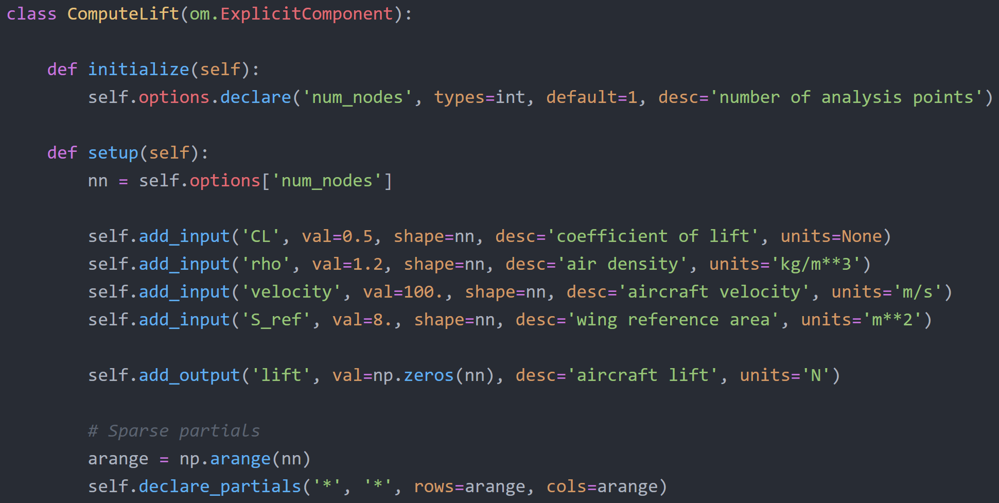 class ComputeLift(om.ExplicitComponent):
    def initialize(self):
        self.options.declare('num_nodes', types=int, default=1, desc='number of analysis points')
    def setup(self):
        nn = self.options['num_nodes']
        self.add_input('CL', val=0.5, shape=nn, desc='coefficient of lift', units=None)
        self.add_input('rho', val=1.2, shape=nn, desc='air density', units='kg/m**3')
        self.add_input('velocity', val=100., shape=nn, desc='aircraft velocity', units='m/s')
        self.add_input('S_ref', val=8., shape=nn, desc='wing reference area', units='m**2')
        self.add_output('lift', val=np.zeros(nn), desc='aircraft lift', units='N')
        # Sparse partials
        arange = np.arange(nn)
        self.declare_partials('*', '*', rows=arange, cols=arange)